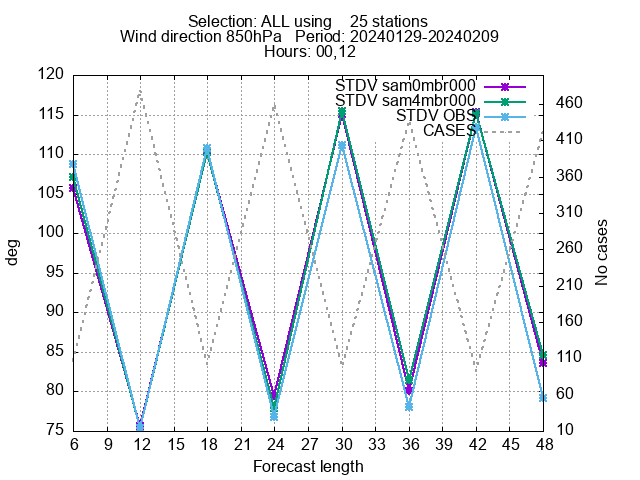 Selection: ALL using 25 stations
Wind direction 850hPa Period: 20240129-20240209
Hours: 00,12
STDV sam0mbr000
STDV sam4mbr000
STDV OBS
CASES
120
115
110
105
100
95
90
85
80
75
deg
460
410
360
310
260
210
160
110
60
10
No cases
6 9 12 15 18 21 24 27 30 33 36 39 42 45 48
Forecast length